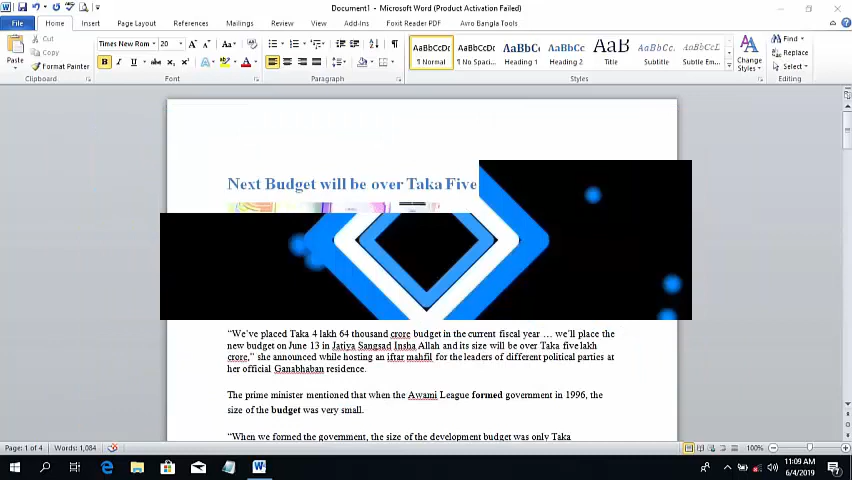 Document1 - Microsoft Word (Product Activation Failed)
File Home Insert Page Layout References Mailings Review View Add-Ins Foxit Reader PDF Avro Bangla Tools
Paste
Cut
Copy
Format Painter
Clipboard
Times New Rom 20
Font
Paragraph
AaBbCcDc AaBbCcDc AaBbCc AaBbCc AaB AaBbCc. AaBbCcDc
¶ Normal ¶ No Spaci... Heading 1 Heading 2 Title Subtitle Subtle Em...
Change Styles
Styles
Find
Replace
Select
Editing
Next Budget will be over Taka Five
“We’ve placed Taka 4 lakh 64 thousand crore budget in the current fiscal year … we’ll place the
new budget on June 13 in Jatiya Sangsad Insha Allah and its size will be over Taka five lakh
crore,” she announced while hosting an iftar mahfil for the leaders of different political parties at
her official Ganabhaban residence.
The prime minister mentioned that when the Awami League formed government in 1996, the
size of the budget was very small.
“When we formed the government, the size of the development budget was only Taka
Page: 1 of 4 Words: 1,084 100%
11:09 AM
6/4/2019